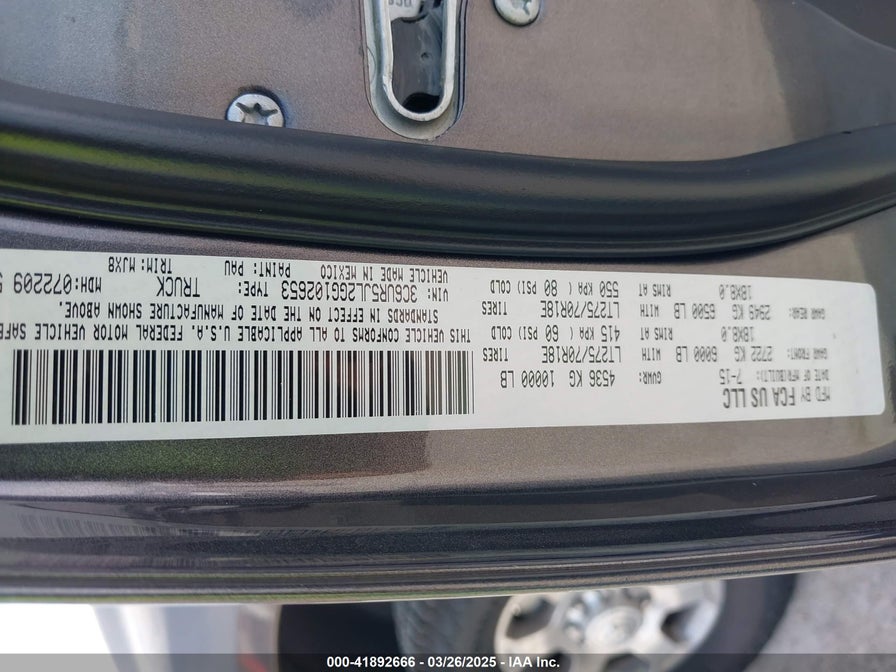 MFD BY FCA US LLC
DATE OF MFR(BUILT): 7-15 GVWR: 4536 KG 10000 LB
GAWR FRONT: 2722 KG 6000 LB WITH TIRES LT275/70R18E
RIMS AT 18X8.0 415 KPA ( 60 PSI) COLD
GAWR REAR: 2949 KG 6500 LB WITH TIRES LT275/70R18E
RIMS AT 18X8.0 550 KPA ( 80 PSI) COLD
THIS VEHICLE CONFORMS TO ALL APPLICABLE U.S.A. FEDERAL MOTOR VEHICLE
STANDARDS IN EFFECT ON THE DATE OF MANUFACTURE SHOWN ABOVE.
VIN: 3C6UR5JL2GG102653 TYPE: TRUCK MDH:072209
VEHICLE MADE IN MEXICO PAINT: PAU TRIM:MJX8
000-41892666 - 03/26/2025 - IAA Inc.